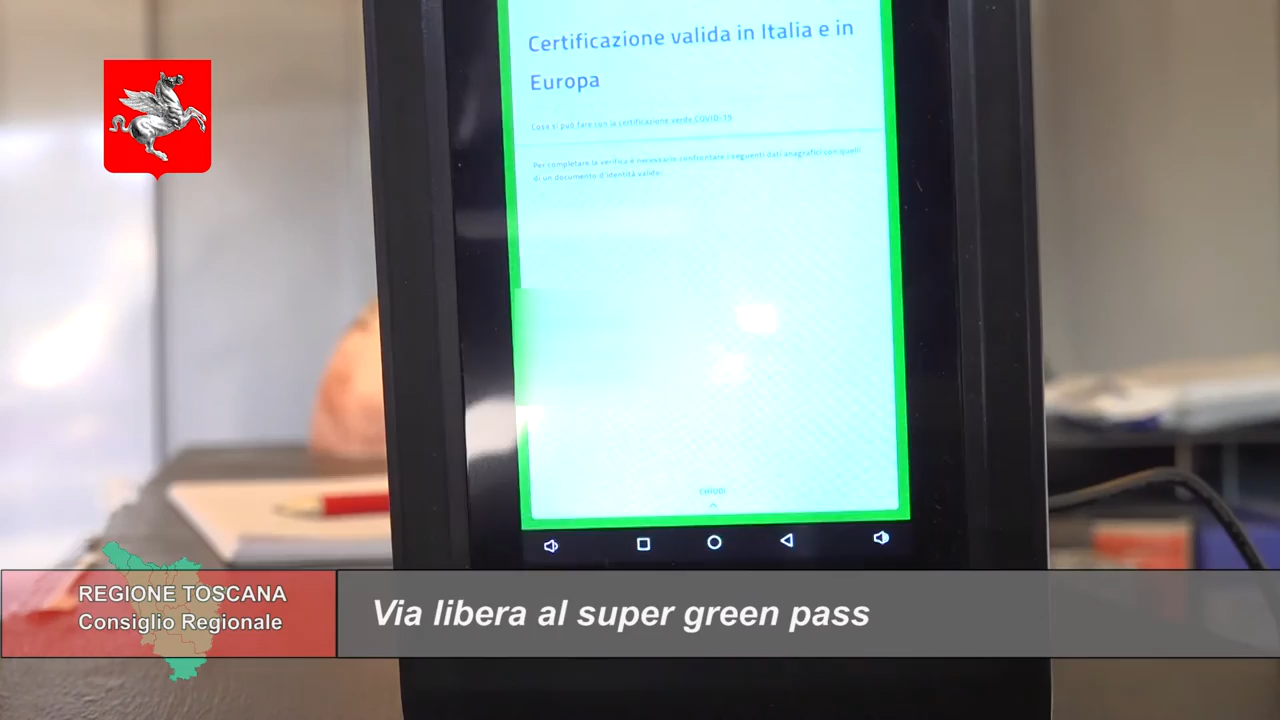 Certificazione valida in Italia e in
Europa
Cosa si può fare con la certificazione verde COVID-19
Per completare la verifica è necessario confrontare i seguenti dati anagrafici con quelli
di un documento d'identità valido:
CHIUDI
REGIONE TOSCANA
Consiglio Regionale
Via libera al super green pass